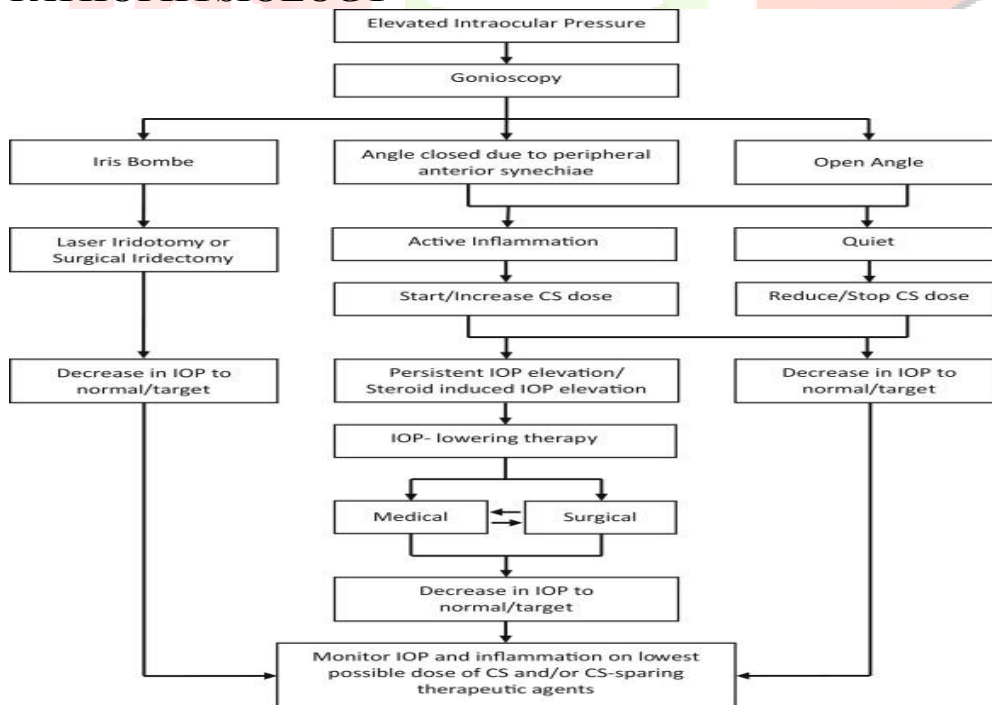 Elevated Intraocular Pressure
Gonioscopy
Iris Bombe
Angle closed due to peripheral
anterior synechiae
Open Angle
Laser Iridotomy or
Surgical Iridectomy
Active Inflammation
Quiet
Start/Increase CS dose
Reduce/Stop CS dose
Decrease in IOP to
normal/target
Persistent IOP elevation/
Steroid induced IOP elevation
Decrease in IOP to
normal/target
IOP- lowering therapy
Medical
Surgical
Decrease in IOP to
normal/target
Monitor IOP and inflammation on lowest
possible dose of CS and/or CS-sparing
therapeutic agents